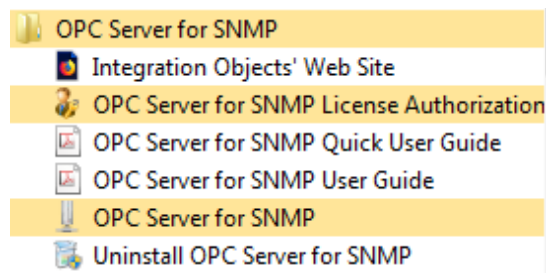 OPC Server for SNMP
Integration Objects' Web Site
OPC Server for SNMP License Authorization
OPC Server for SNMP Quick User Guide
OPC Server for SNMP User Guide
OPC Server for SNMP
Uninstall OPC Server for SNMP